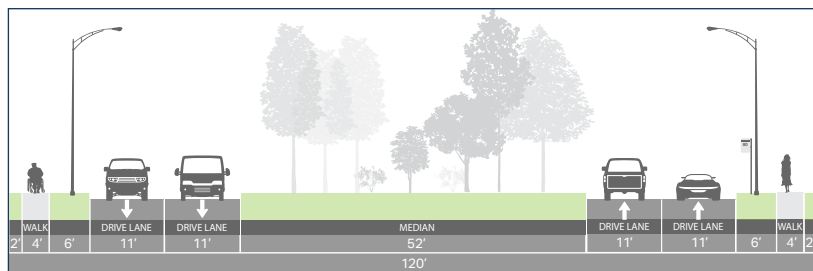 WALK DRIVE LANE DRIVE LANE MEDIAN DRIVE LANE DRIVE LANE WALK
2' 4' 6' 11' 11' 52' 11' 11' 6' 4' 2
120'